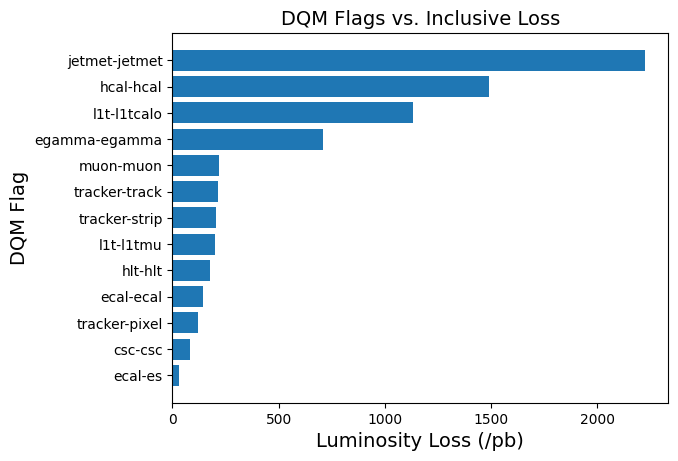 DQM Flags vs. Inclusive Loss
DQM Flag
jetmet-jetmet
hcal-hcal
l1t-l1tcalo
egamma-egamma
muon-muon
tracker-track
tracker-strip
l1t-l1tmu
hlt-hlt
ecal-ecal
tracker-pixel
csc-csc
ecal-es
0 500 1000 1500 2000
Luminosity Loss (/pb)